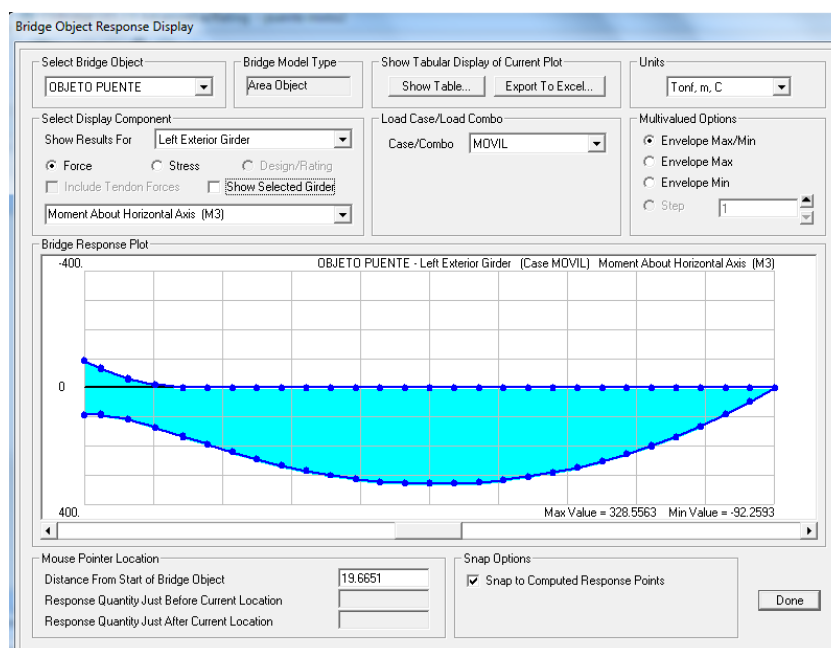 Bridge Object Response Display
Select Bridge Object
OBJETO PUENTE
Bridge Model Type
Area Object
Show Tabular Display of Current Plot
Show Table...
Export To Excel...
Units
Tonf, m, C
Select Display Component
Show Results For
Left Exterior Girder
Force
Stress
Design/Rating
Include Tendon Forces
Show Selected Girder
Moment About Horizontal Axis (M3)
Load Case/Load Combo
Case/Combo
MOVIL
Multivalued Options
Envelope Max/Min
Envelope Max
Envelope Min
Step
1
Bridge Response Plot
-400.
OBJETO PUENTE - Left Exterior Girder (Case MOVIL) Moment About Horizontal Axis (M3)
0
400.
Max Value = 328.5563 Min Value = -92.2593
Mouse Pointer Location
Distance From Start of Bridge Object
19.6651
Response Quantity Just Before Current Location
Response Quantity Just After Current Location
Snap Options
Snap to Computed Response Points
Done